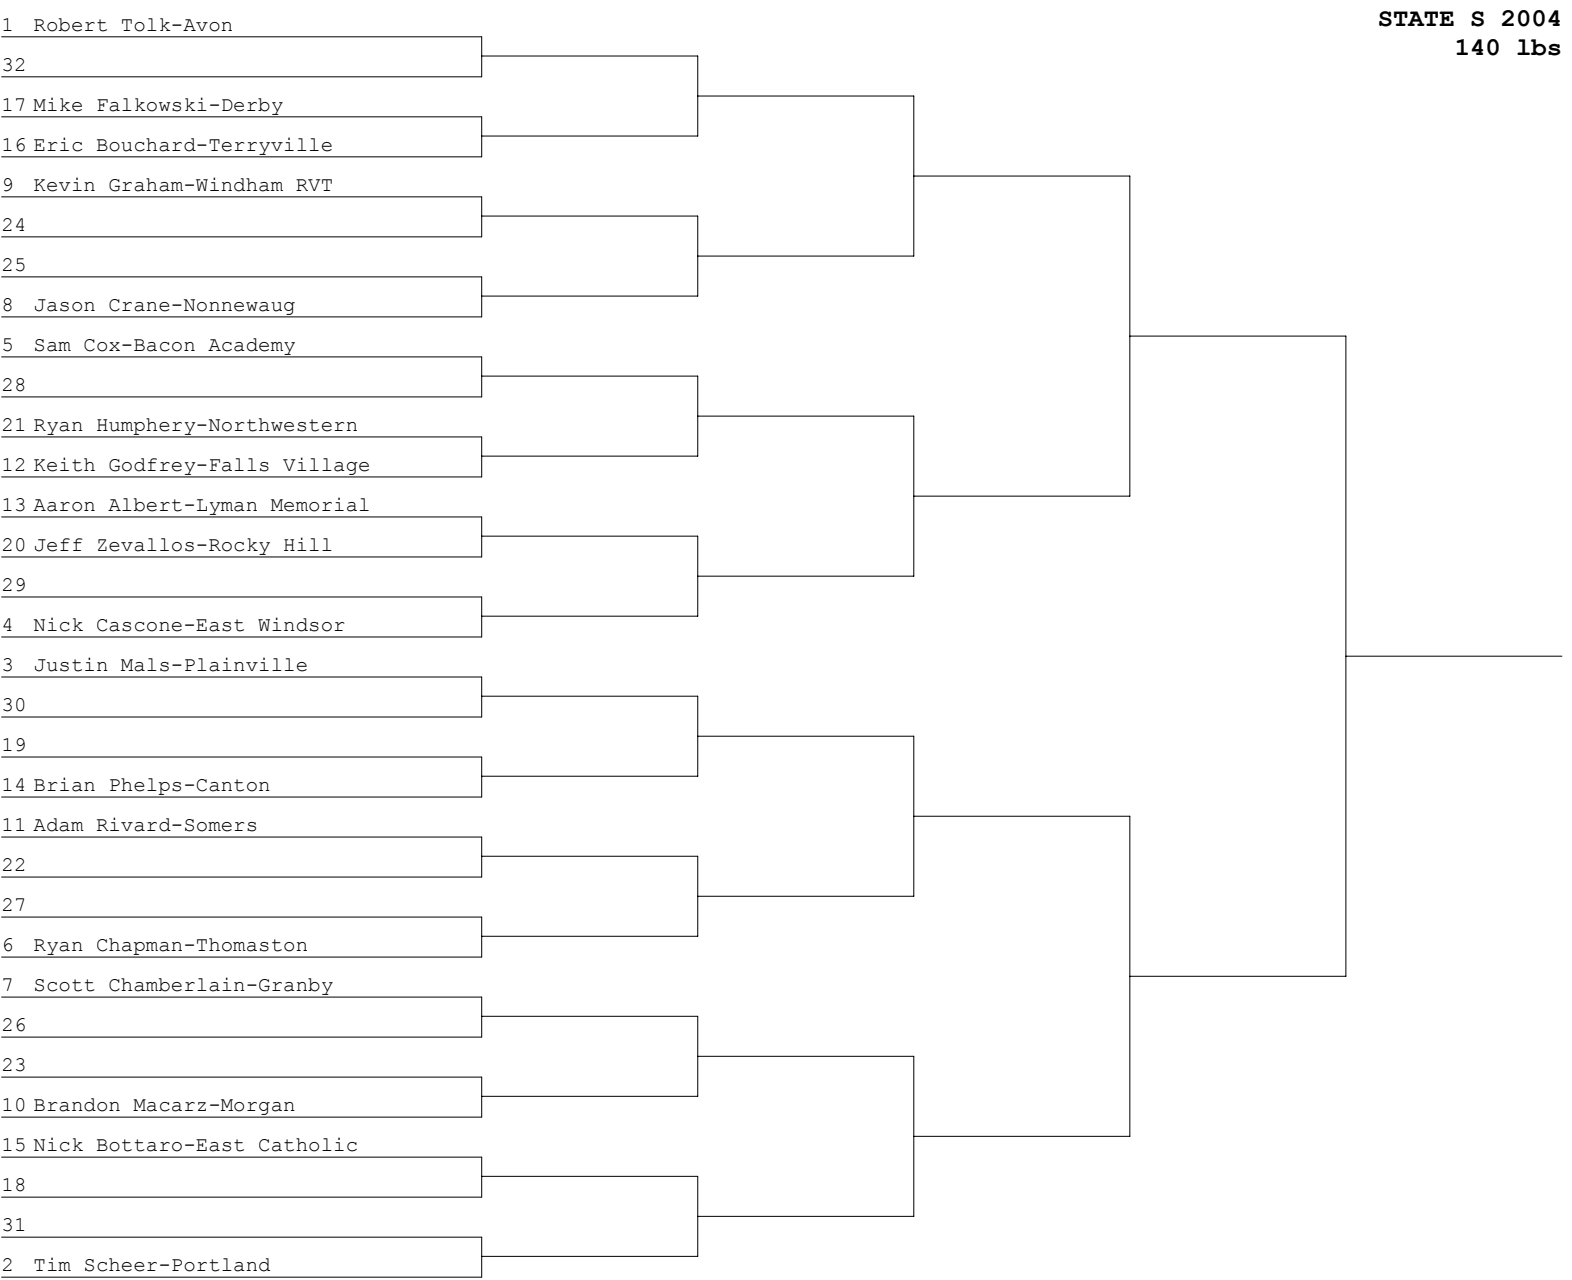 STATE S 2004
140 lbs
1 Robert Tolk-Avon
32
17 Mike Falkowski-Derby
16 Eric Bouchard-Terryville
9 Kevin Graham-Windham RVT
24
25
8 Jason Crane-Nonnewaug
5 Sam Cox-Bacon Academy
28
21 Ryan Humphery-Northwestern
12 Keith Godfrey-Falls Village
13 Aaron Albert-Lyman Memorial
20 Jeff Zevallos-Rocky Hill
29
4 Nick Cascone-East Windsor
3 Justin Mals-Plainville
30
19
14 Brian Phelps-Canton
11 Adam Rivard-Somers
22
27
6 Ryan Chapman-Thomaston
7 Scott Chamberlain-Granby
26
23
10 Brandon Macarz-Morgan
15 Nick Bottaro-East Catholic
18
31
2 Tim Scheer-Portland